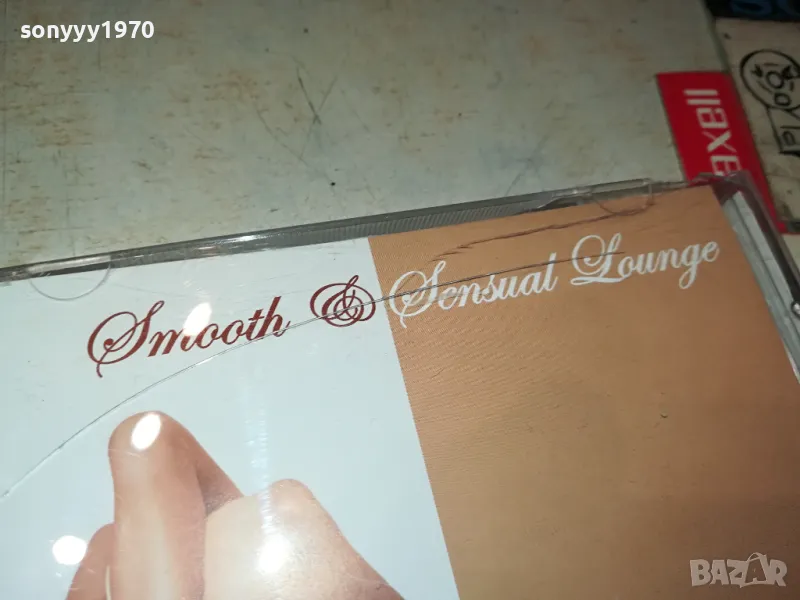 sonyyy1970
maxell
Smooth & Sensual Lounge
BAZAR